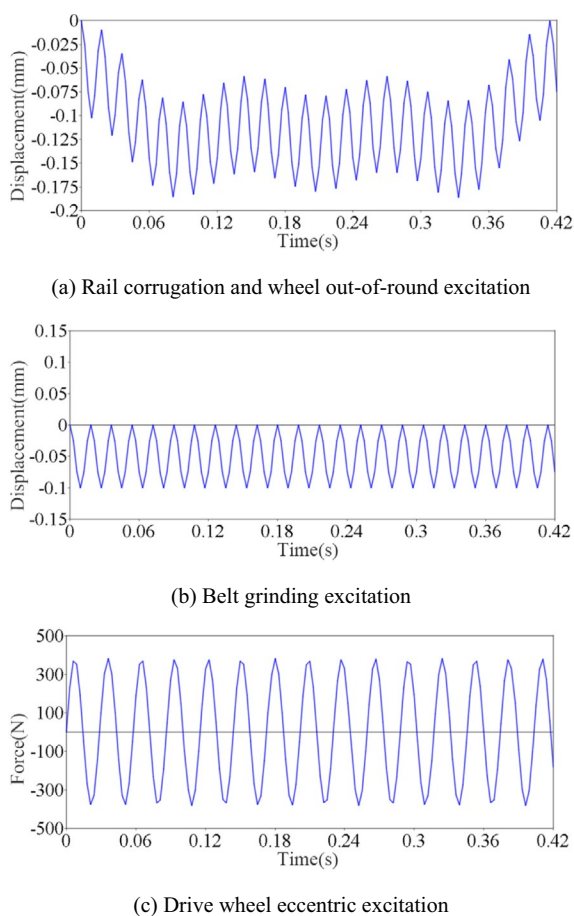 0
-0.025
-0.05
-0.075
-0.1
-0.125
-0.15
-0.175
-0.2
Displacement(mm)
0 0.06 0.12 0.18 0.24 0.3 0.36 0.42
Time(s)
(a) Rail corrugation and wheel out-of-round excitation
0.15
0.1
0.05
0
-0.05
-0.1
-0.15
Displacement(mm)
0 0.06 0.12 0.18 0.24 0.3 0.36 0.42
Time(s)
(b) Belt grinding excitation
500
300
100
-100
-300
-500
Force(N)
0 0.06 0.12 0.18 0.24 0.3 0.36 0.42
Time(s)
(c) Drive wheel eccentric excitation